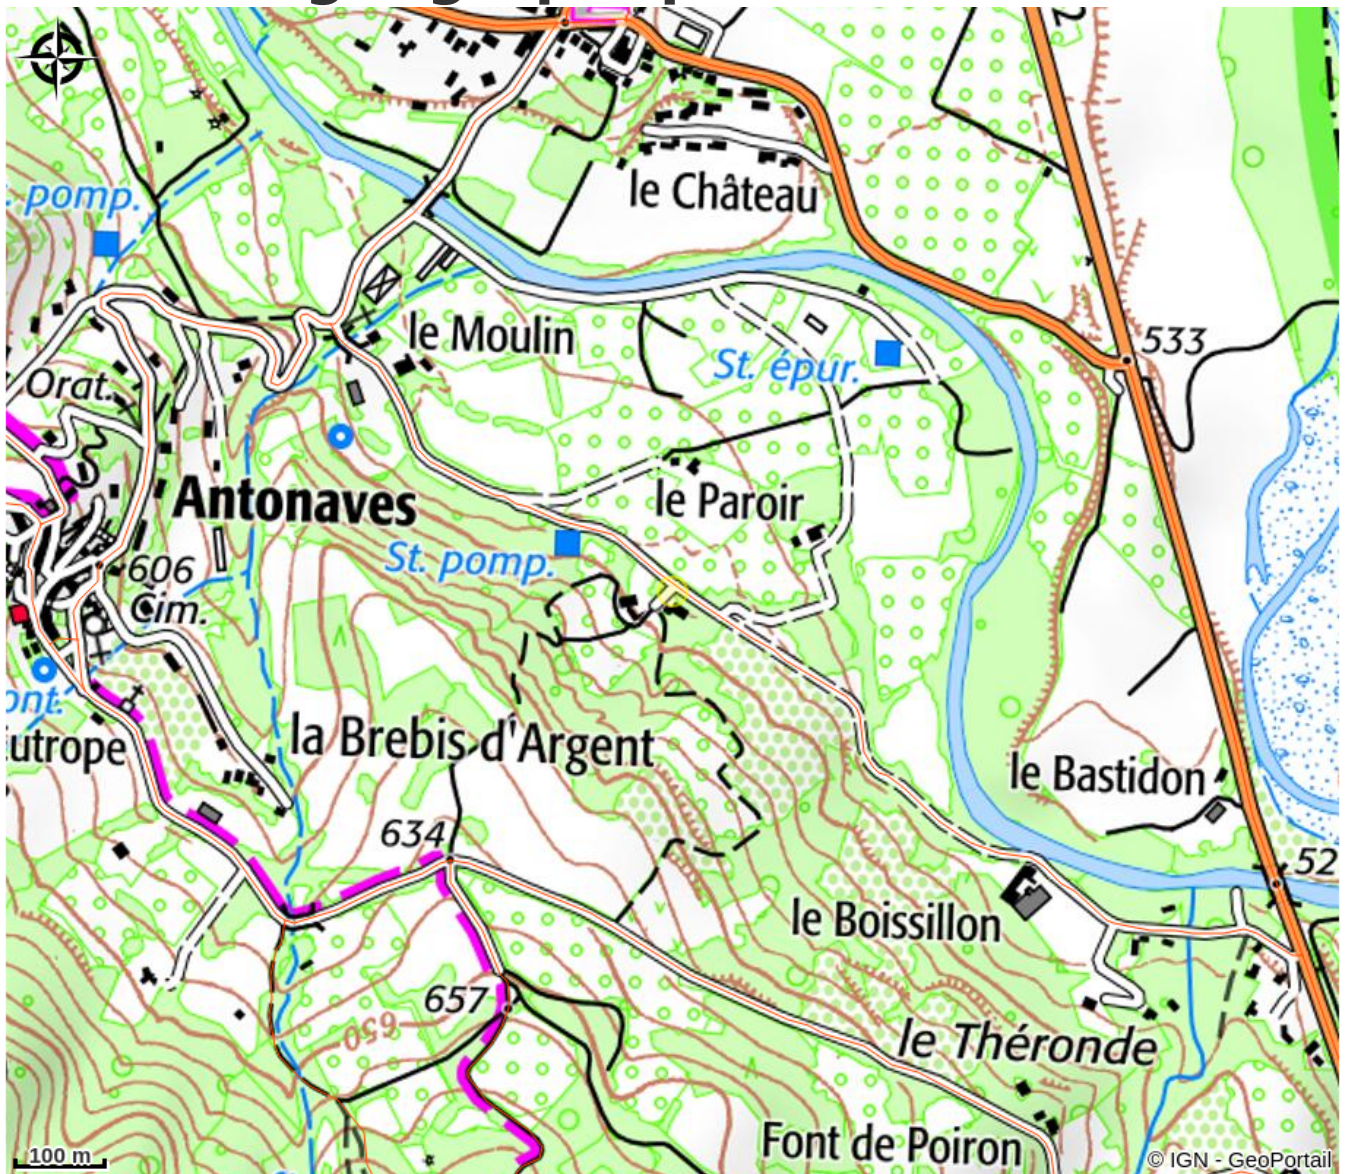 . pomp.
le Château
533
le Moulin
St. épur.
Orat.
Antonaves
le Paroir
St. pomp.
606
Cim.
ont.
utrope
la Brebis d'Argent
le Bastidon
634
52
le Boissillon
657
650
le Théronde
Font de Poiron
100 m
© IGN - GeoPortail